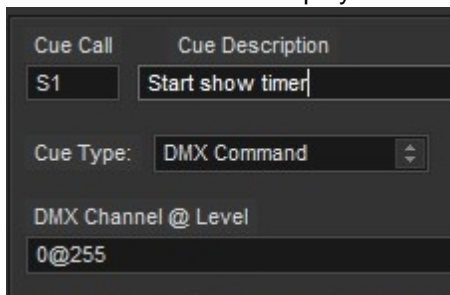 Cue Call Cue Description
S1 Start show timer
Cue Type: DMX Command
DMX Channel @ Level
0@255